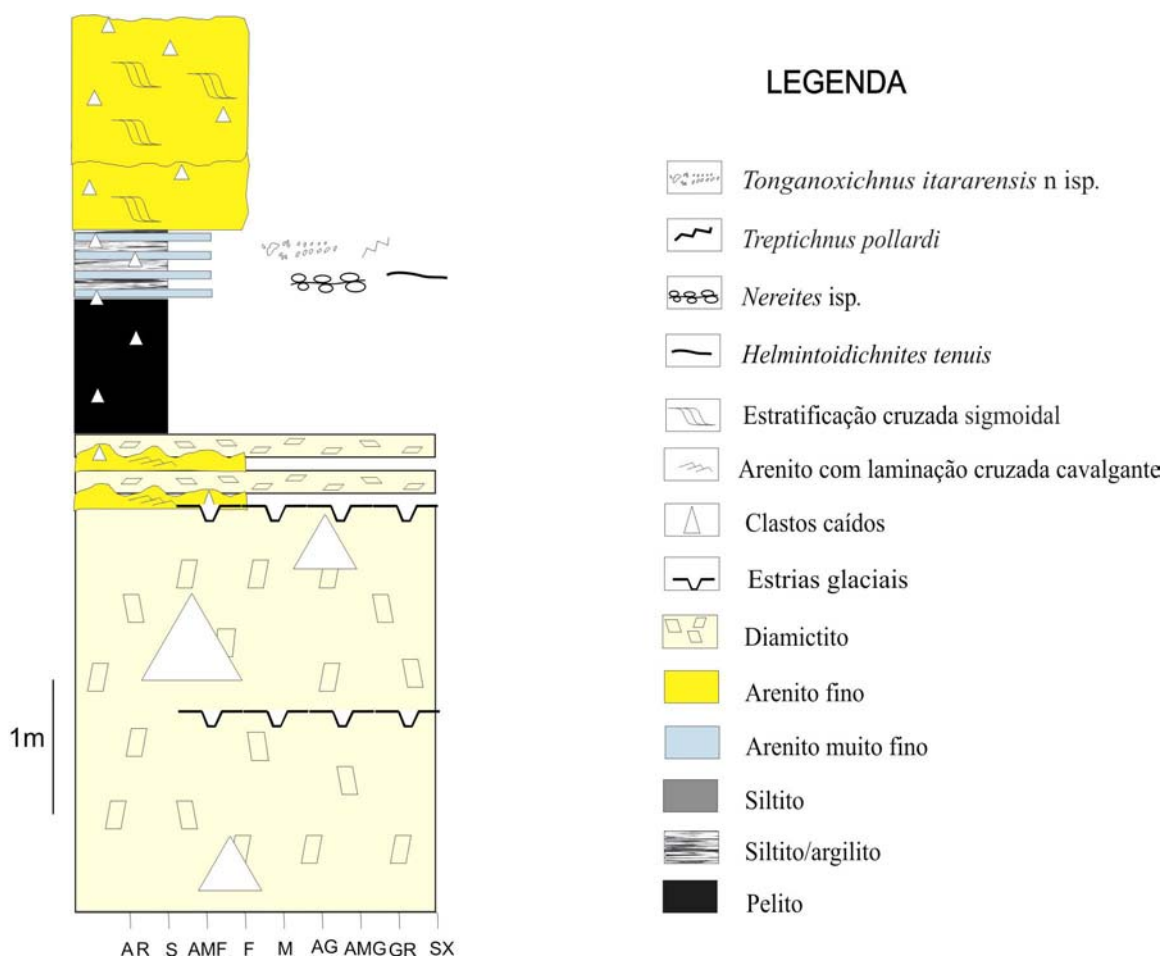 LEGENDA
Tonganoxichnus itararensis n isp.
Treptichnus pollardi
Nereites isp.
Helmintoidichnites tenuis
Estratificação cruzada sigmoidal
Arenito com laminação cruzada cavalgante
Clastos caídos
Estrias glaciais
Diamictito
Arenito fino
Arenito muito fino
Siltito
Siltito/argilito
Pelito
1m
AR S AMF F M AG AMG GR SX